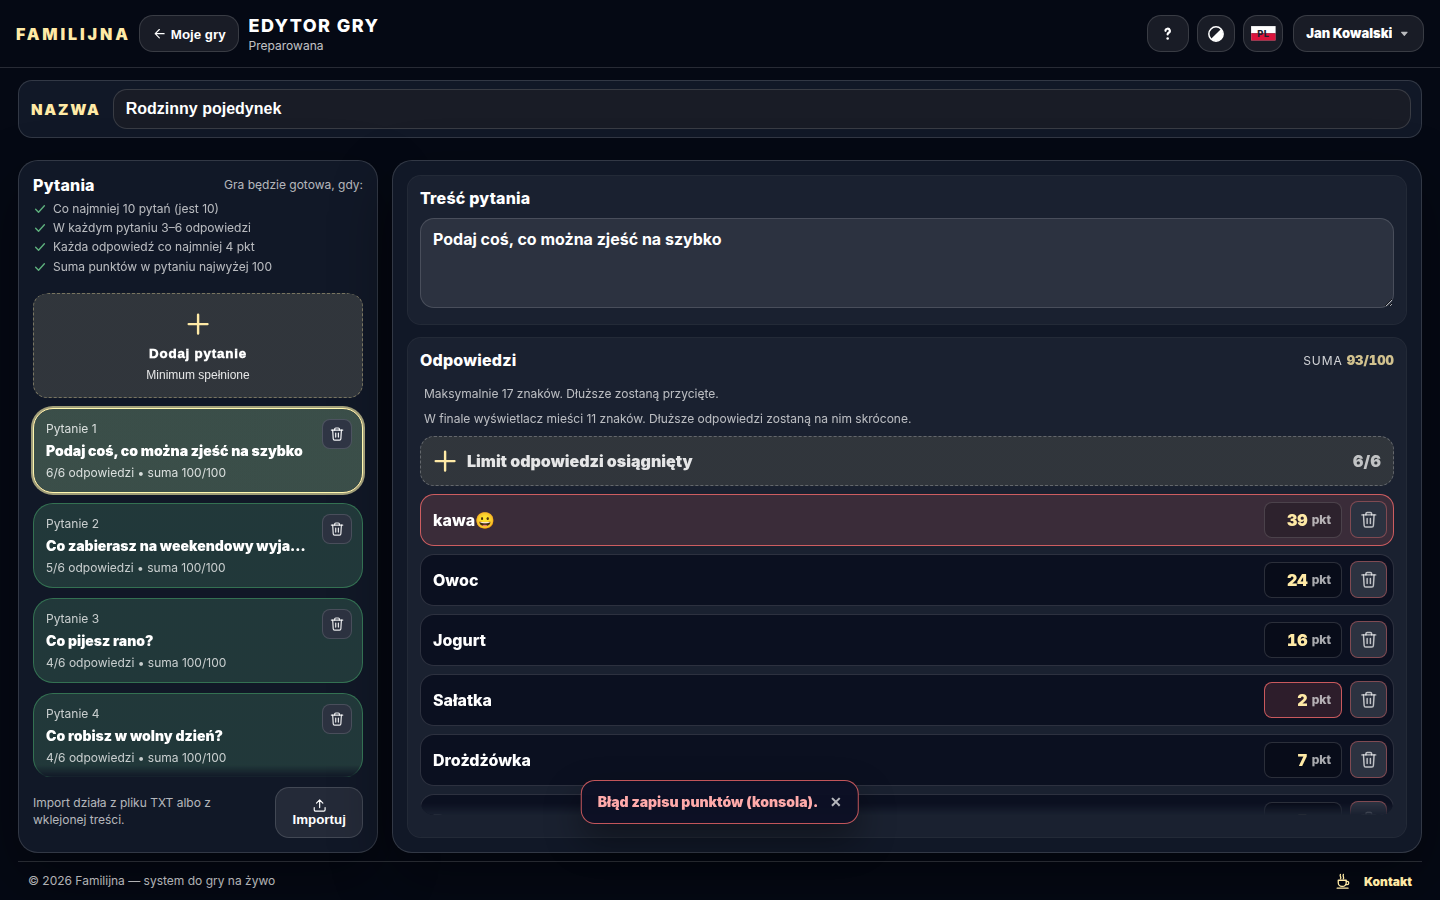 FAMILIJNA
← Moje gry
EDYTOR GRY
Preparowana
?
PL
Jan Kowalski
NAZWA
Rodzinny pojedynek
Pytania
Gra będzie gotowa, gdy:
Co najmniej 10 pytań (jest 10)
W każdym pytaniu 3–6 odpowiedzi
Każda odpowiedź co najmniej 4 pkt
Suma punktów w pytaniu najwyżej 100
Dodaj pytanie
Minimum spełnione
Pytanie 1
Podaj coś, co można zjeść na szybko
6/6 odpowiedzi • suma 100/100
Pytanie 2
Co zabierasz na weekendowy wyja...
5/6 odpowiedzi • suma 100/100
Pytanie 3
Co pijesz rano?
4/6 odpowiedzi • suma 100/100
Pytanie 4
Co robisz w wolny dzień?
4/6 odpowiedzi • suma 100/100
Import działa z pliku TXT albo z
wklejonej treści.
Importuj
Treść pytania
Podaj coś, co można zjeść na szybko
Odpowiedzi
SUMA 93/100
Maksymalnie 17 znaków. Dłuższe zostaną przycięte.
W finale wyświetlacz mieści 11 znaków. Dłuższe odpowiedzi zostaną na nim skrócone.
Limit odpowiedzi osiągnięty
6/6
kawa😀
39 pkt
Owoc
24 pkt
Jogurt
16 pkt
Sałatka
2 pkt
Drożdżówka
7 pkt
Błąd zapisu punktów (konsola). ✕
© 2026 Familijna — system do gry na żywo
Kontakt